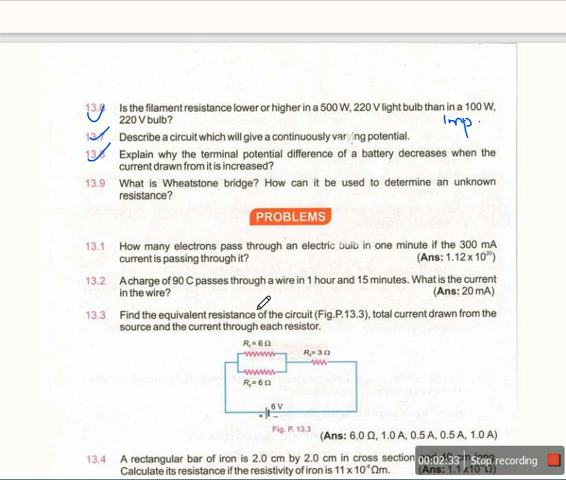 13.6 Is the filament resistance lower or higher in a 500 W, 220 V light bulb than in a 100 W,
220 V bulb?
Imp.
13.7 Describe a circuit which will give a continuously varying potential.
13.8 Explain why the terminal potential difference of a battery decreases when the
current drawn from it is increased?
13.9 What is Wheatstone bridge? How can it be used to determine an unknown
resistance?
PROBLEMS
13.1 How many electrons pass through an electric bulb in one minute if the 300 mA
current is passing through it? (Ans: 1.12 x 10²⁰)
13.2 A charge of 90 C passes through a wire in 1 hour and 15 minutes. What is the current
in the wire? (Ans: 20 mA)
13.3 Find the equivalent resistance of the circuit (Fig.P.13.3), total current drawn from the
source and the current through each resistor.
R₁= 6 Ω
R₃= 3 Ω
R₂= 6 Ω
6 V
+ −
Fig. P. 13.3
(Ans: 6.0 Ω, 1.0 A, 0.5 A, 0.5 A, 1.0 A)
13.4 A rectangular bar of iron is 2.0 cm by 2.0 cm in cross section
Calculate its resistance if the resistivity of iron is 11 x 10⁻⁸ Ωm.
00:02:33 Stop recording